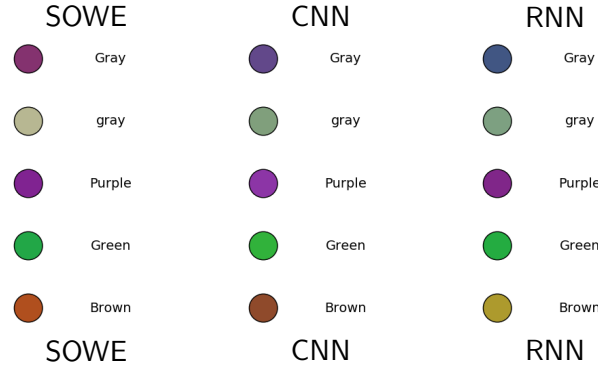 SOWE CNN RNN
Gray Gray Gray
gray gray gray
Purple Purple Purple
Green Green Green
Brown Brown Brown
SOWE CNN RNN